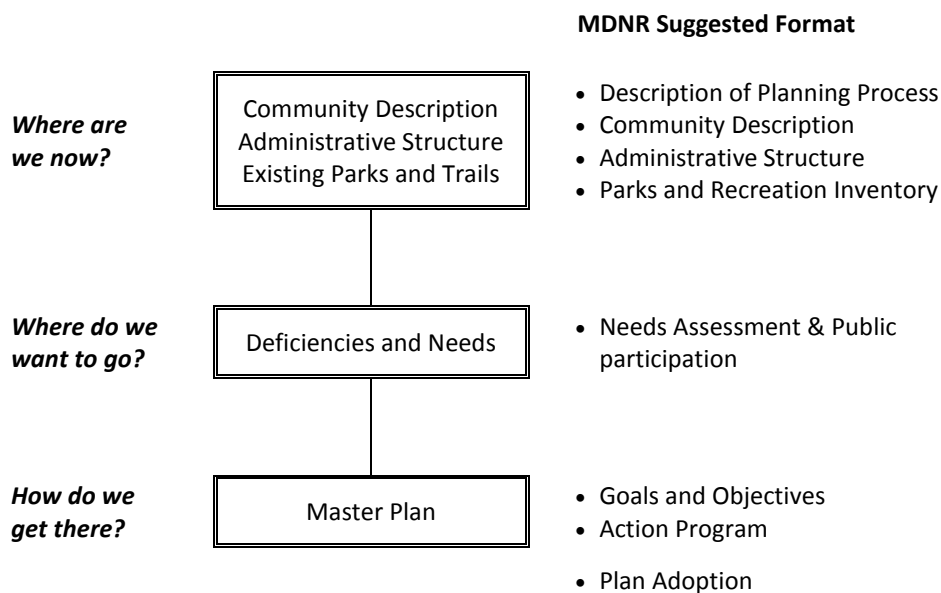 MDNR Suggested Format
Where are
we now?
Community Description
Administrative Structure
Existing Parks and Trails
• Description of Planning Process
• Community Description
• Administrative Structure
• Parks and Recreation Inventory
Where do we
want to go?
Deficiencies and Needs
• Needs Assessment & Public
participation
How do we
get there?
Master Plan
• Goals and Objectives
• Action Program
• Plan Adoption